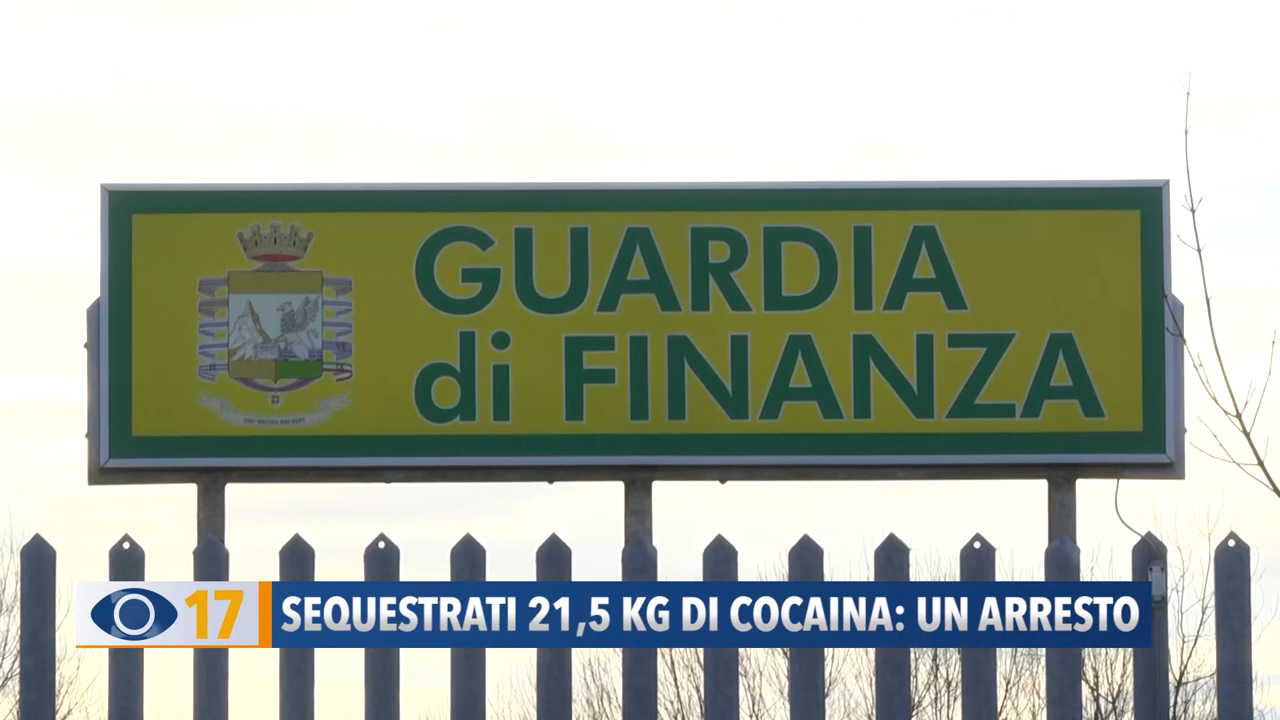 GUARDIA
di FINANZA
17
SEQUESTRATI 21,5 KG DI COCAINA: UN ARRESTO